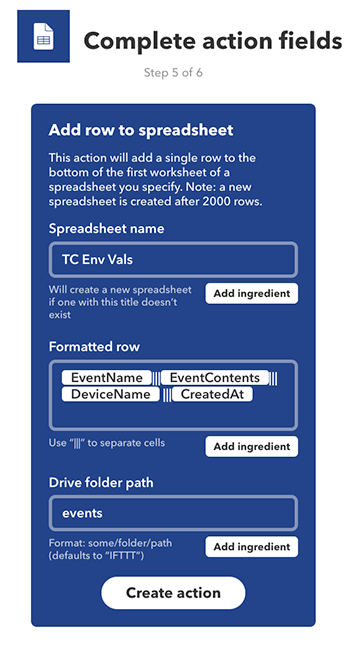 Complete action fields
Step 5 of 6
Add row to spreadsheet
This action will add a single row to the
bottom of the first worksheet of a
spreadsheet you specify. Note: a new
spreadsheet is created after 2000 rows.
Spreadsheet name
TC Env Vals
Will create a new spreadsheet
if one with this title doesn't
exist
Add ingredient
Formatted row
EventName ||| EventContents |||
DeviceName ||| CreatedAt
Use "|||" to separate cells
Add ingredient
Drive folder path
events
Format: some/folder/path
(defaults to "IFTTT")
Add ingredient
Create action